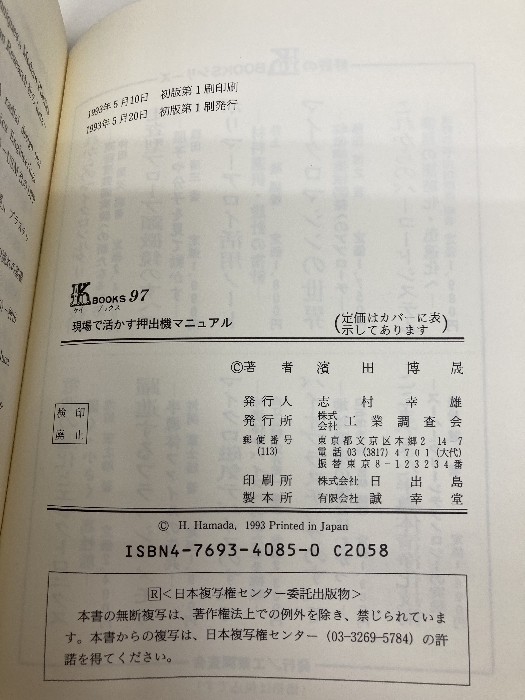 1993年5月10日　初版第1刷印刷
1993年5月20日　初版第1刷発行
K BOOKS 97
ケイ ブックス
現場で活かす押出機マニュアル
(定価はカバーに表示してあります)
©著者　濱田博晟
発行人　志村幸雄
発行所　株式会社 工業調査会
郵便番号　東京都文京区本郷2-14-7
(113)　電話 03 (3817) 4701 (大代)
振替東京 8-123234番
印刷所　株式会社 日出島
製本所　有限会社 誠幸堂
検印
廃止
© H. Hamada, 1993 Printed in Japan
ISBN4-7693-4085-0 C2058
R<日本複写権センター委託出版物>
本書の無断複写は、著作権法上での例外を除き、禁じられていま
す。本書からの複写は、日本複写権センター (03-3269-5784) の許
諾を得てください。